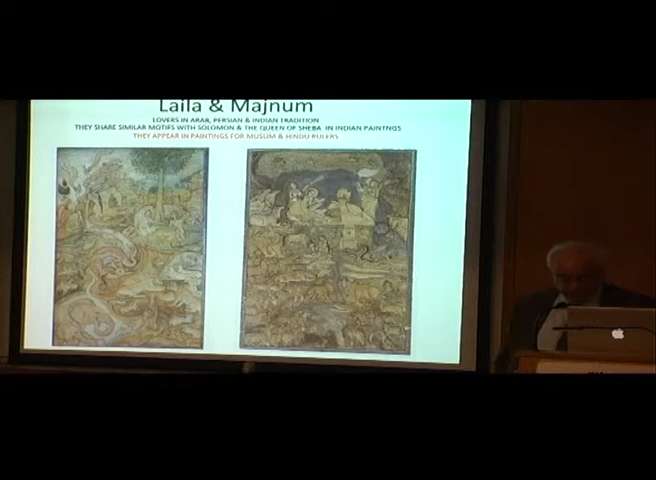 Laila & Majnum
LOVERS IN ARAB, PERSIAN & INDIAN TRADITION
THEY SHARE SIMILAR MOTIFS WITH SOLOMON & THE QUEEN OF SHEBA IN INDIAN PAINTNGS
THEY APPEAR IN PAINTINGS FOR MUSLIM & HINDU RULERS